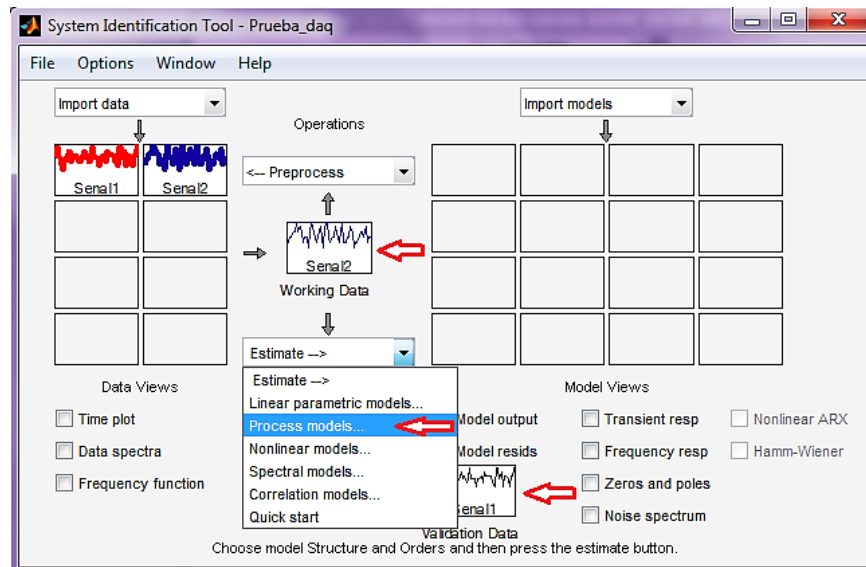 System Identification Tool - Prueba_daq
File Options Window Help
Import data
Import models
Operations
<-- Preprocess
Senal1
Senal2
Senal2
Working Data
Estimate -->
Estimate -->
Linear parametric models...
Process models...
Nonlinear models...
Spectral models...
Correlation models...
Quick start
Data Views
Time plot
Data spectra
Frequency function
Model Views
Model output
Transient resp
Nonlinear ARX
Model resids
Frequency resp
Hamm-Wiener
Zeros and poles
Senal1
Noise spectrum
Validation Data
Choose model Structure and Orders and then press the estimate button.